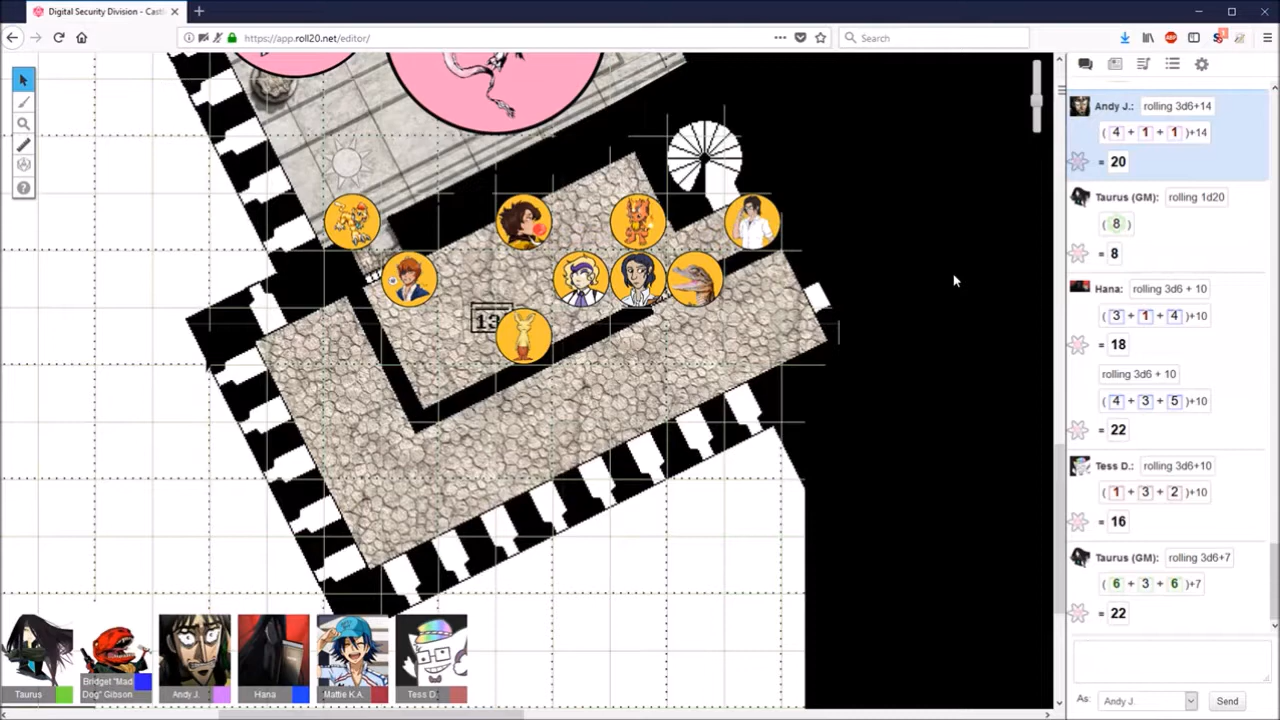 Digital Security Division - Cast
https://app.roll20.net/editor/
Search
Andy J.: rolling 3d6+14
( 4 + 1 + 1 )+14
= 20
Taurus (GM): rolling 1d20
( 8 )
= 8
Hana: rolling 3d6 + 10
( 3 + 1 + 4 )+10
= 18
rolling 3d6 + 10
( 4 + 3 + 5 )+10
= 22
Tess D.: rolling 3d6+10
( 1 + 3 + 2 )+10
= 16
Taurus (GM): rolling 3d6+7
( 6 + 3 + 6 )+7
= 22
13
Taurus
Bridget "Mad
Dog" Gibson
Andy J.
Hana
Mattie K.A.
Tess D.
As: Andy J. Send